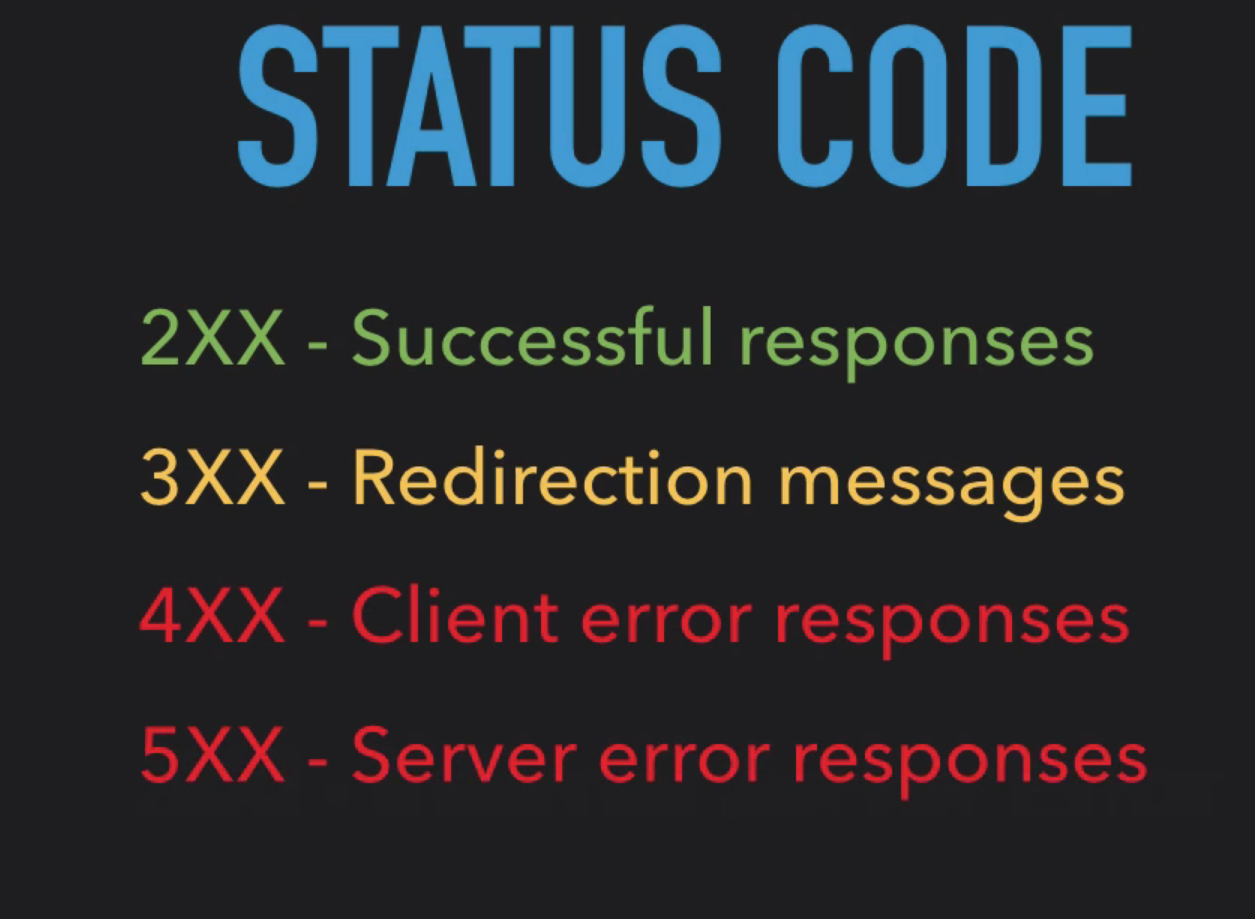 STATUS CODE
2XX - Successful responses
3XX - Redirection messages
4XX - Client error responses
5XX - Server error responses